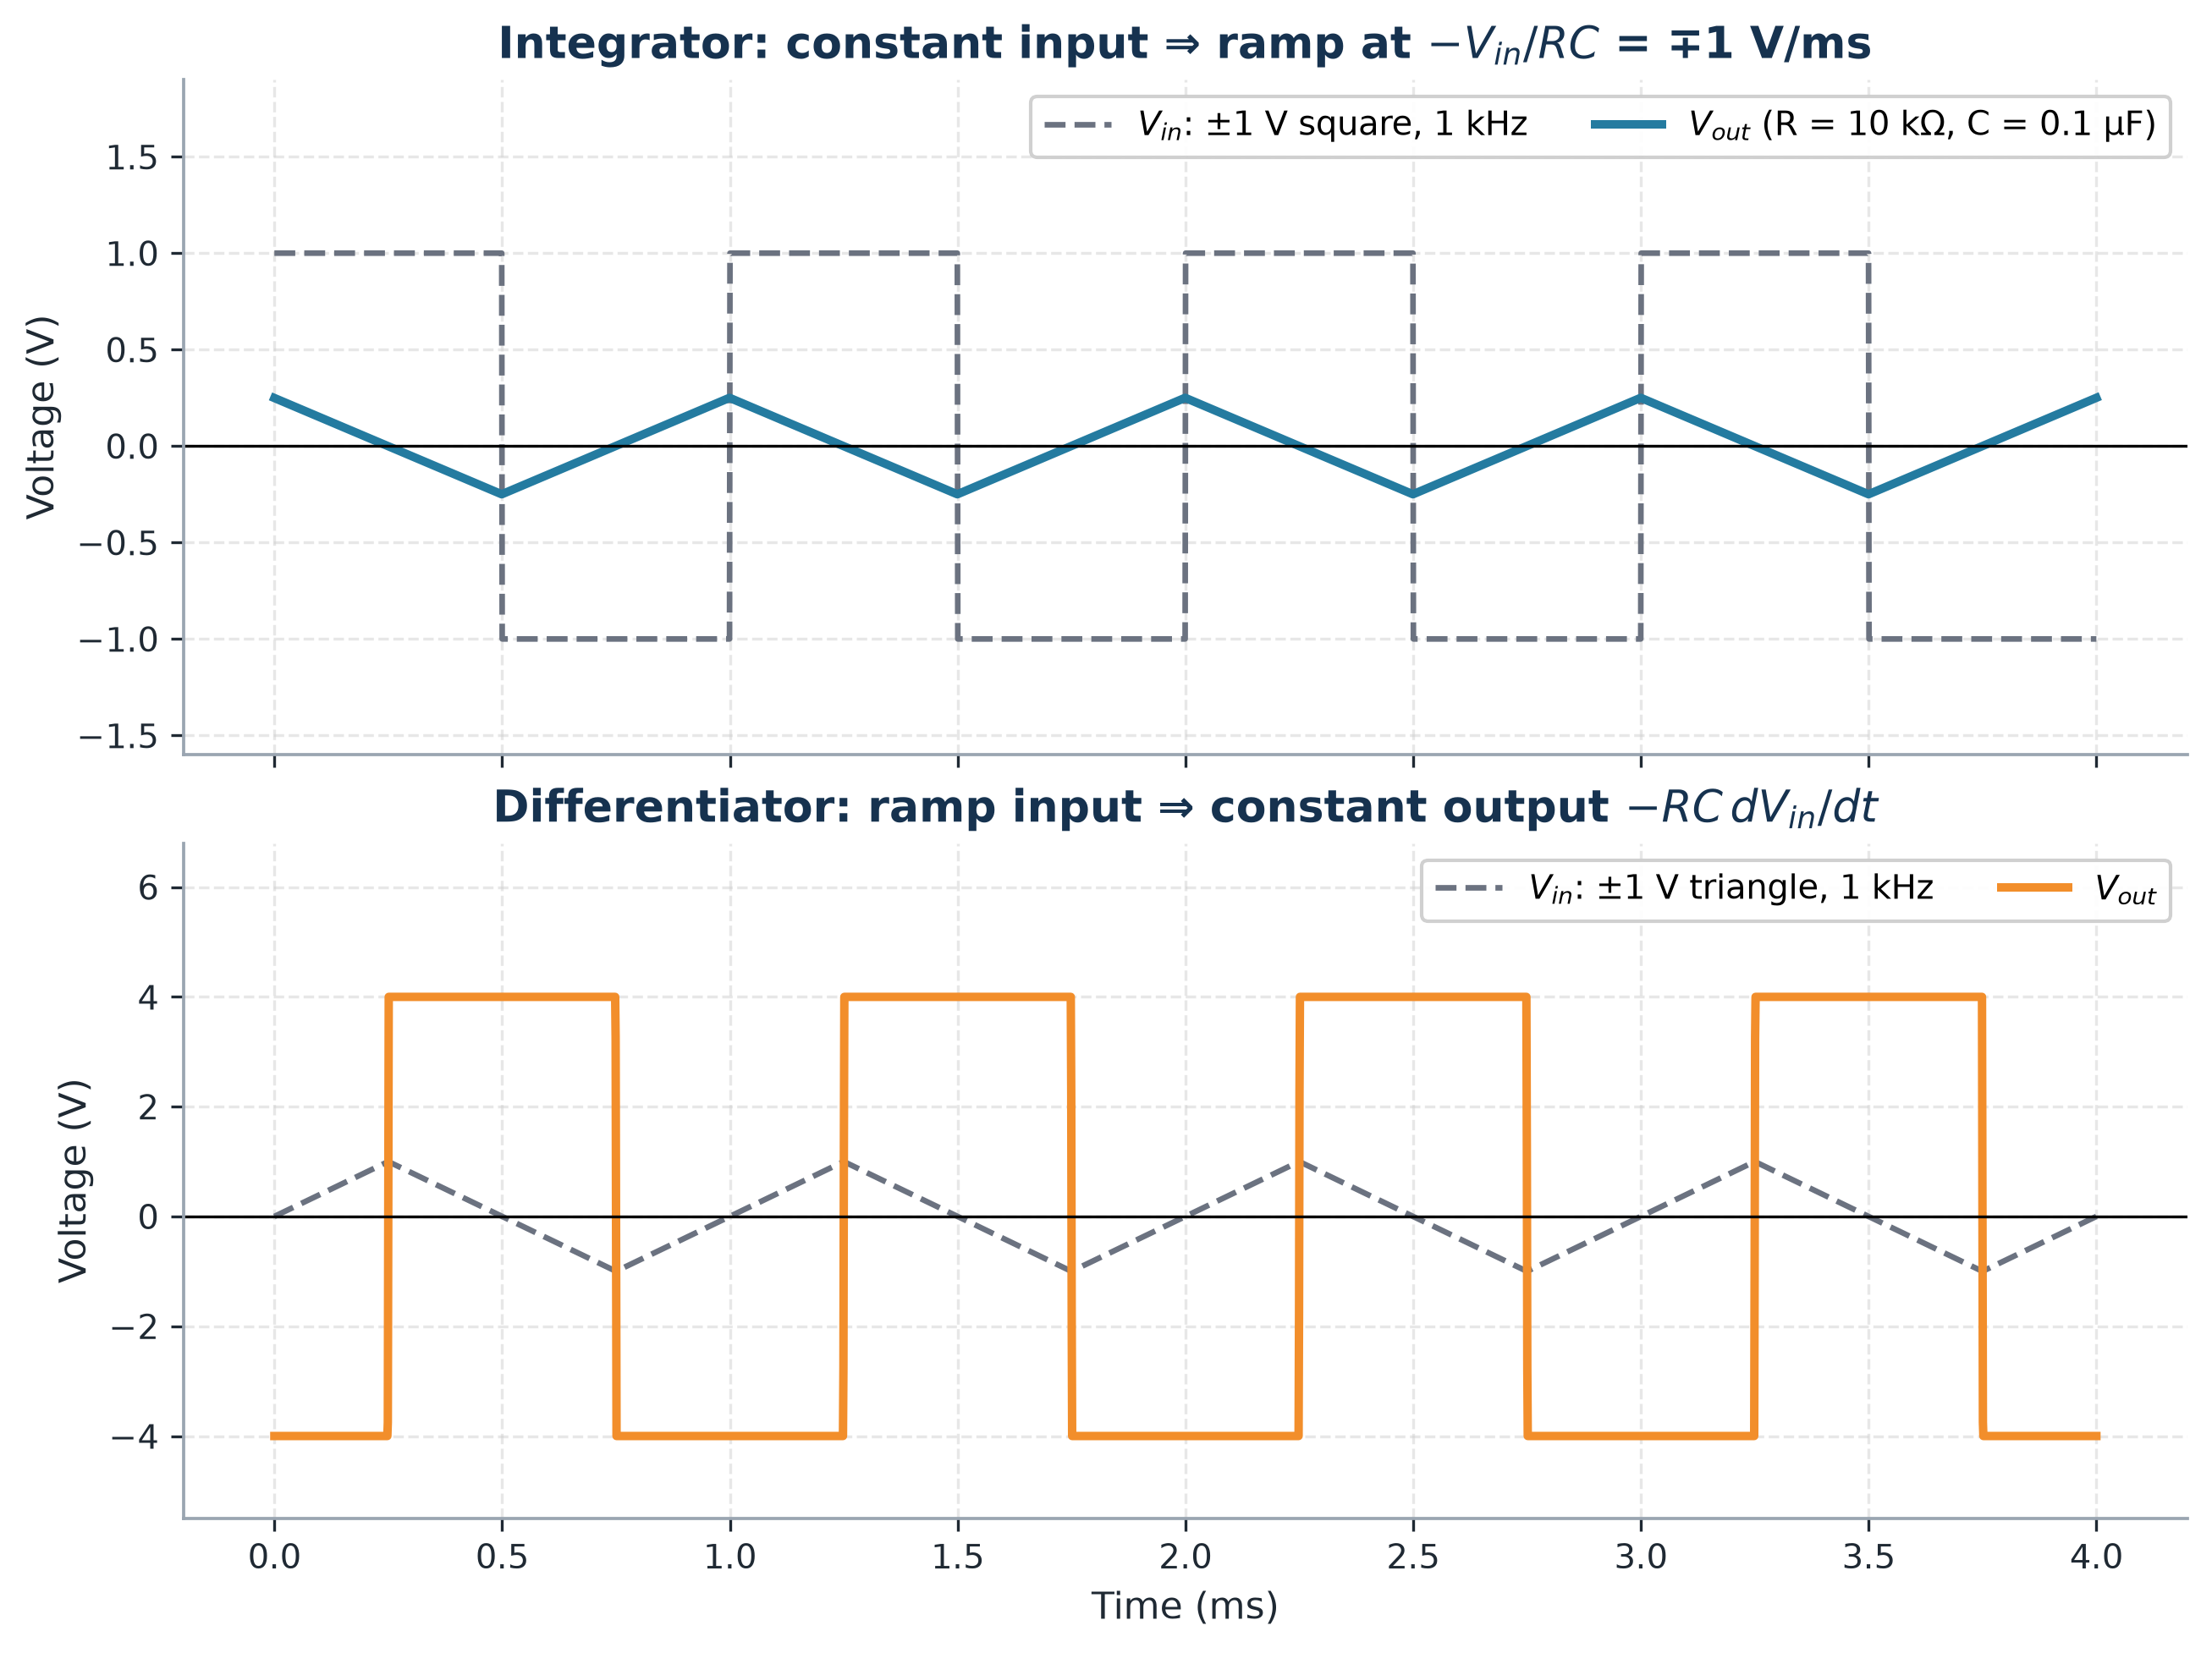 Integrator: constant input ⇒ ramp at −V_in/RC = ∓1 V/ms
V_in: ±1 V square, 1 kHz
V_out (R = 10 kΩ, C = 0.1 μF)
1.5
1.0
0.5
0.0
−0.5
−1.0
−1.5
Voltage (V)
Differentiator: ramp input ⇒ constant output −RC dV_in/dt
V_in: ±1 V triangle, 1 kHz
V_out
6
4
2
0
−2
−4
Voltage (V)
0.0 0.5 1.0 1.5 2.0 2.5 3.0 3.5 4.0
Time (ms)